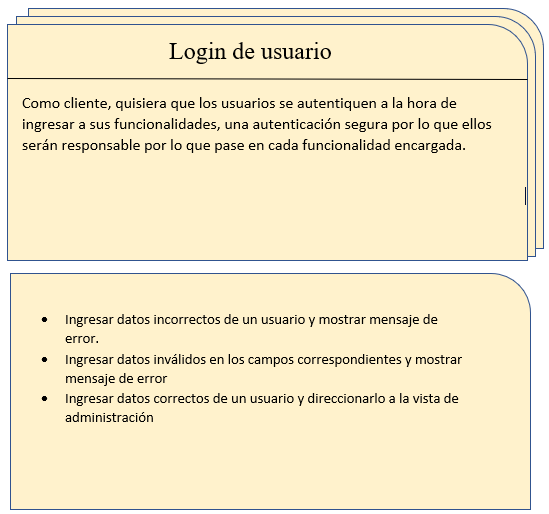 Login de usuario
Como cliente, quisiera que los usuarios se autentiquen a la hora de
ingresar a sus funcionalidades, una autenticación segura por lo que ellos
serán responsable por lo que pase en cada funcionalidad encargada.
• Ingresar datos incorrectos de un usuario y mostrar mensaje de
error.
• Ingresar datos inválidos en los campos correspondientes y mostrar
mensaje de error
• Ingresar datos correctos de un usuario y direccionarlo a la vista de
administración